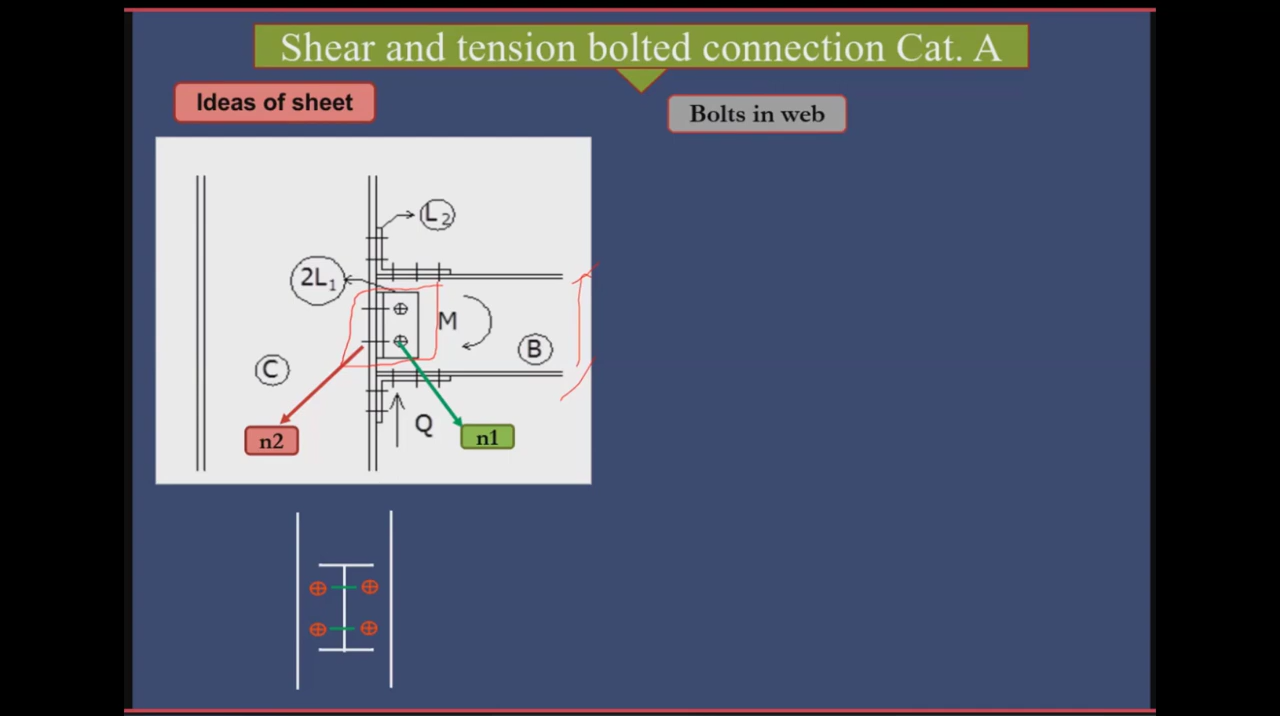 Shear and tension bolted connection Cat. A
Ideas of sheet
Bolts in web
L2
2L1
M
B
C
Q
n2
n1